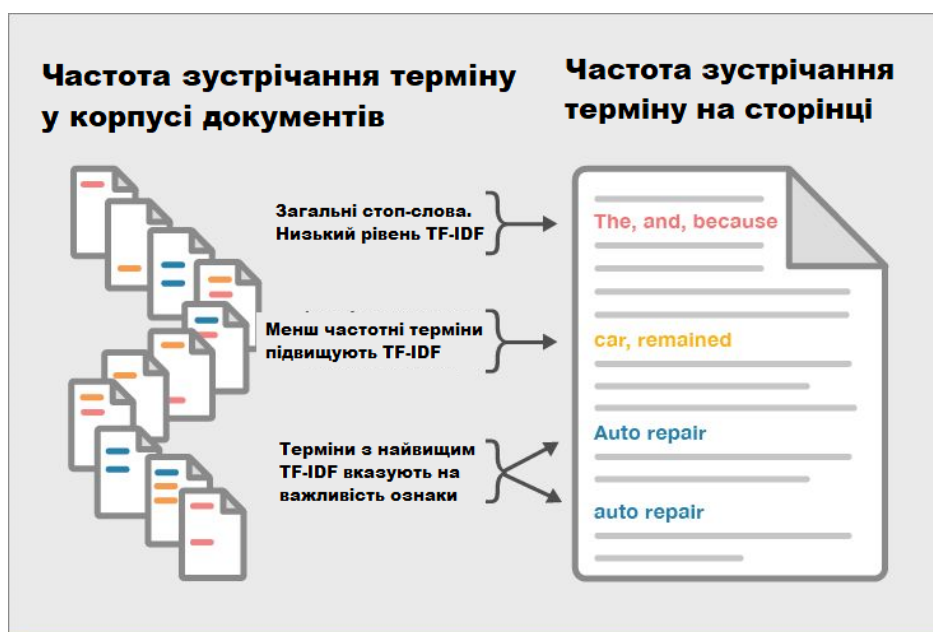 Частота зустрічання терміну
у корпусі документів
Частота зустрічання
терміну на сторінці
Загальні стоп-слова.
Низький рівень TF-IDF
The, and, because
Менш частотні терміни
підвищують TF-IDF
car, remained
Терміни з найвищим
TF-IDF вказують на
важливість ознаки
Auto repair
auto repair